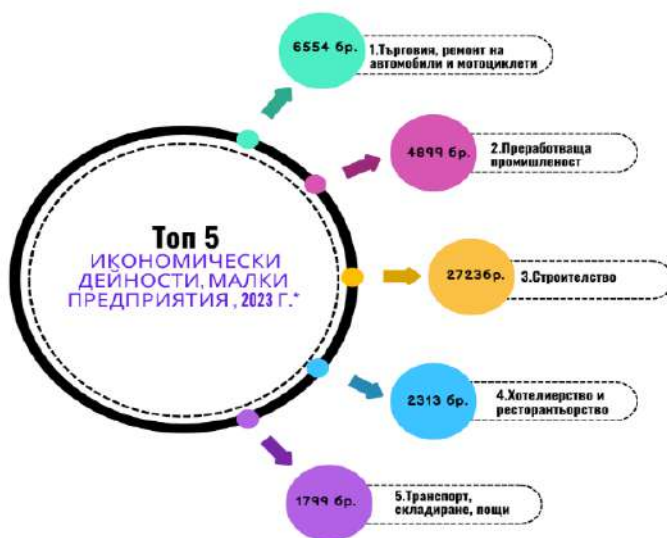 6554 бр.
1.Търговия, ремонт на
автомобили и мотоциклети
4899 бр.
2.Преработваща
промишленост
Топ 5
ИКОНОМИЧЕСКИ
ДЕЙНОСТИ, МАЛКИ
ПРЕДПРИЯТИЯ , 2023 Г.*
2723бр.
3.Строителство
2313 бр.
4.Хотелиерство и
ресторантьорство
1799 бр.
5.Транспорт,
складиране, пощи